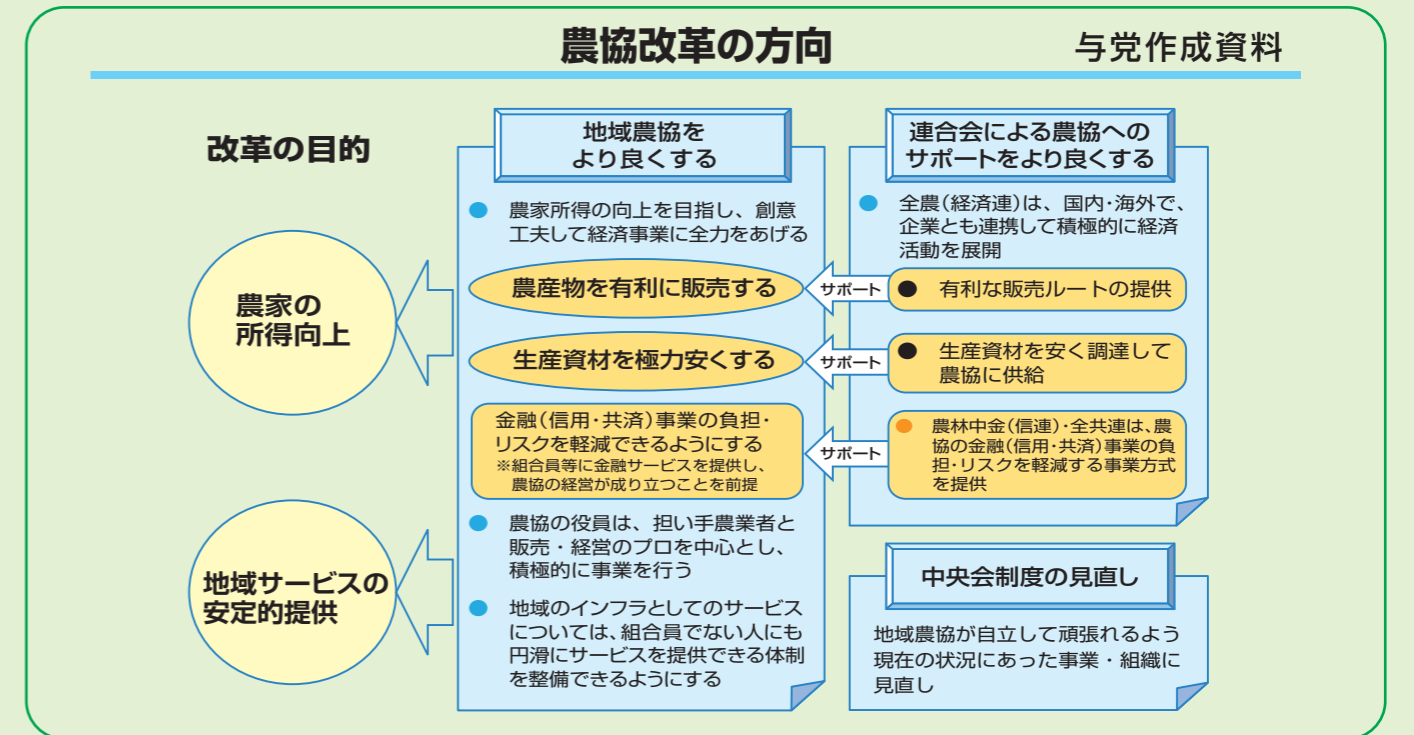 農協改革の方向
与党作成資料
改革の目的
農家の
所得向上
地域サービスの
安定的提供
地域農協を
より良くする
● 農家所得の向上を目指し、創意
工夫して経済事業に全力をあげる
農産物を有利に販売する
生産資材を極力安くする
金融(信用・共済)事業の負担・
リスクを軽減できるようにする
※組合員等に金融サービスを提供し、
農協の経営が成り立つことを前提
● 農協の役員は、担い手農業者と
販売・経営のプロを中心とし、
積極的に事業を行う
● 地域のインフラとしてのサービス
については、組合員でない人にも
円滑にサービスを提供できる体制
を整備できるようにする
サポート
サポート
サポート
連合会による農協への
サポートをより良くする
● 全農(経済連)は、国内・海外で、
企業とも連携して積極的に経済
活動を展開
● 有利な販売ルートの提供
● 生産資材を安く調達して
農協に供給
● 農林中金(信連)・全共連は、農
協の金融(信用・共済)事業の負
担・リスクを軽減する事業方式
を提供
中央会制度の見直し
地域農協が自立して頑張れるよう
現在の状況にあった事業・組織に
見直し